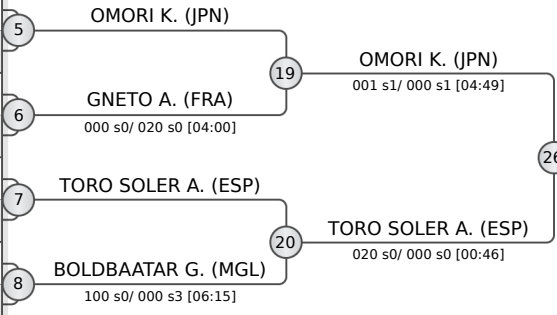 OMORI K. (JPN)
5
19
OMORI K. (JPN)
001 s1/ 000 s1 [04:49]
GNETO A. (FRA)
6
000 s0/ 020 s0 [04:00]
26
TORO SOLER A. (ESP)
7
20
TORO SOLER A. (ESP)
020 s0/ 000 s0 [00:46]
BOLDBAATAR G. (MGL)
8
100 s0/ 000 s3 [06:15]